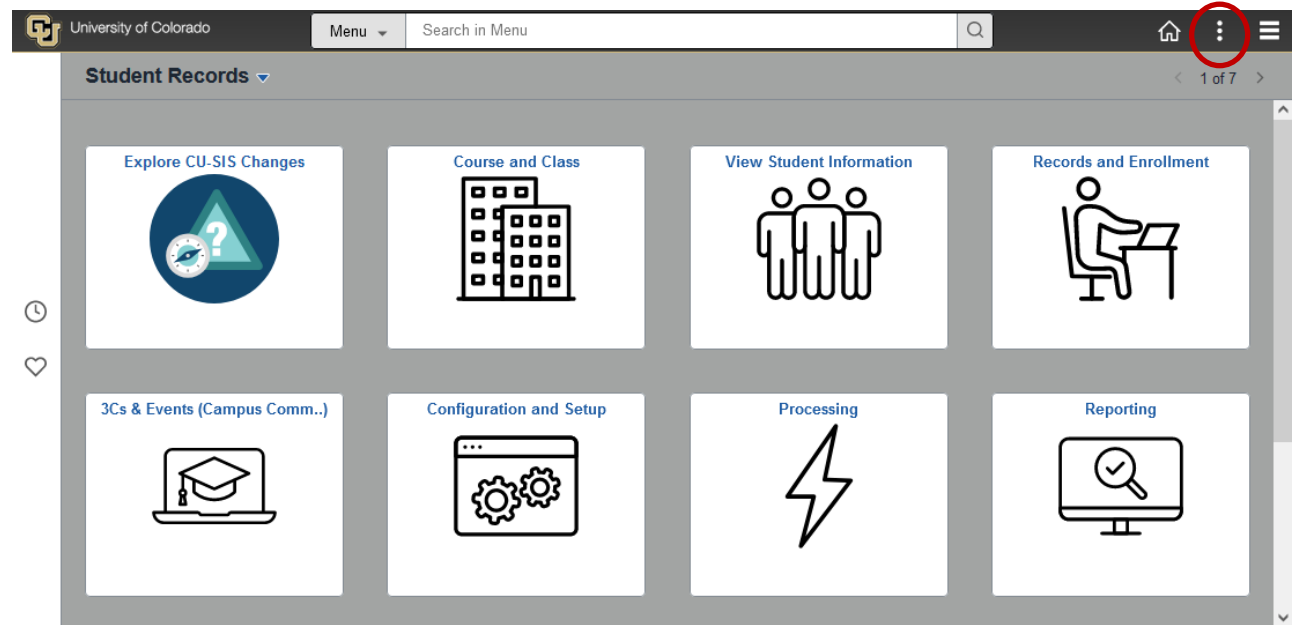 CU University of Colorado Menu Search in Menu
Student Records 1 of 7
Explore CU-SIS Changes Course and Class View Student Information Records and Enrollment
?
3Cs & Events (Campus Comm..) Configuration and Setup Processing Reporting